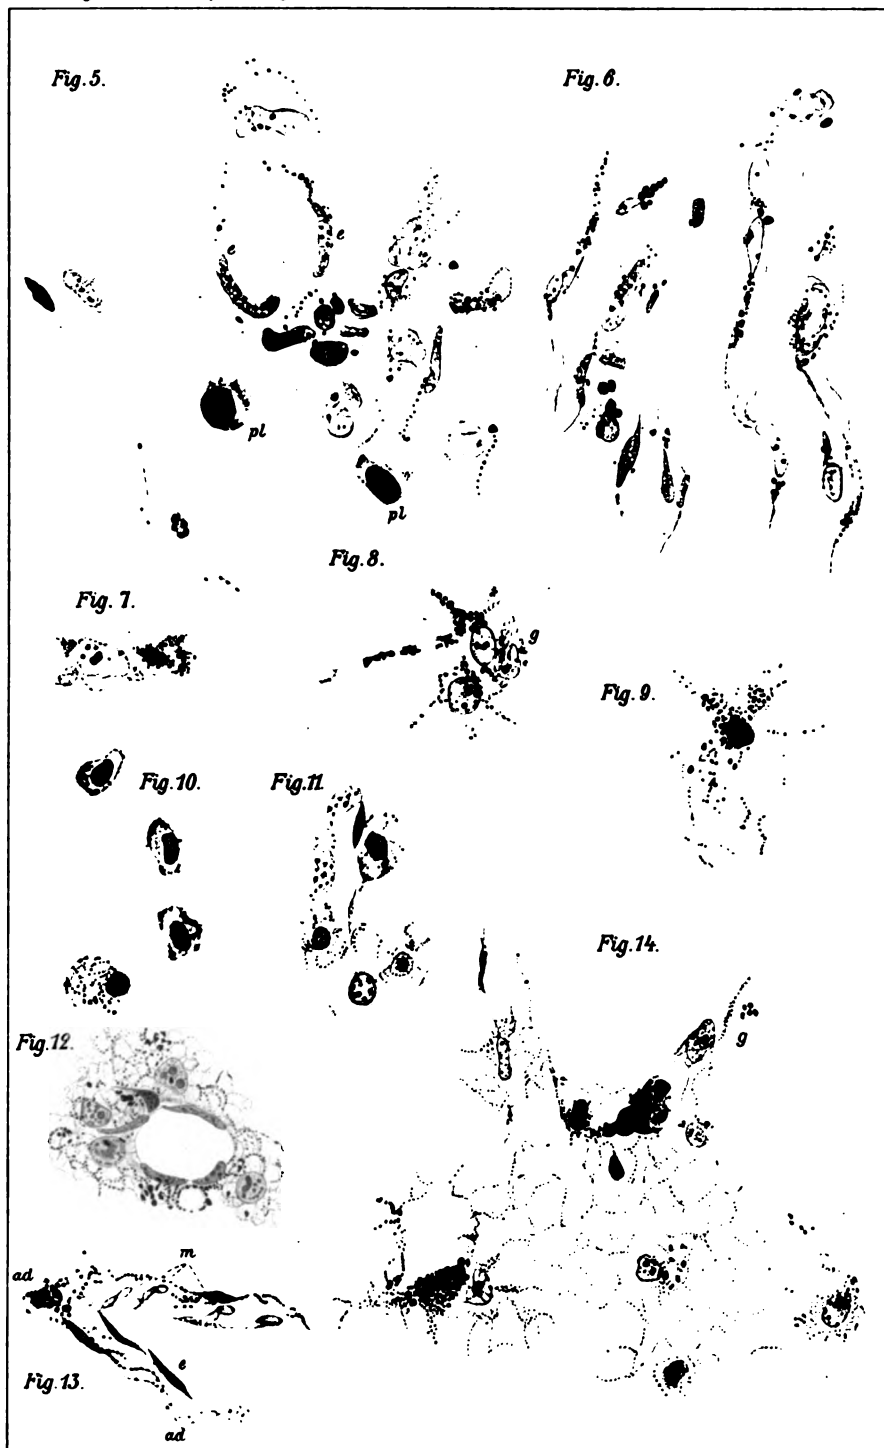 Fig. 5.
Fig. 6.
e
e
pl
pl
Fig. 8.
Fig. 7.
g
Fig. 9.
Fig. 10.
Fig. 11.
Fig. 14.
g
Fig. 12.
m
ad
e
Fig. 13.
ad